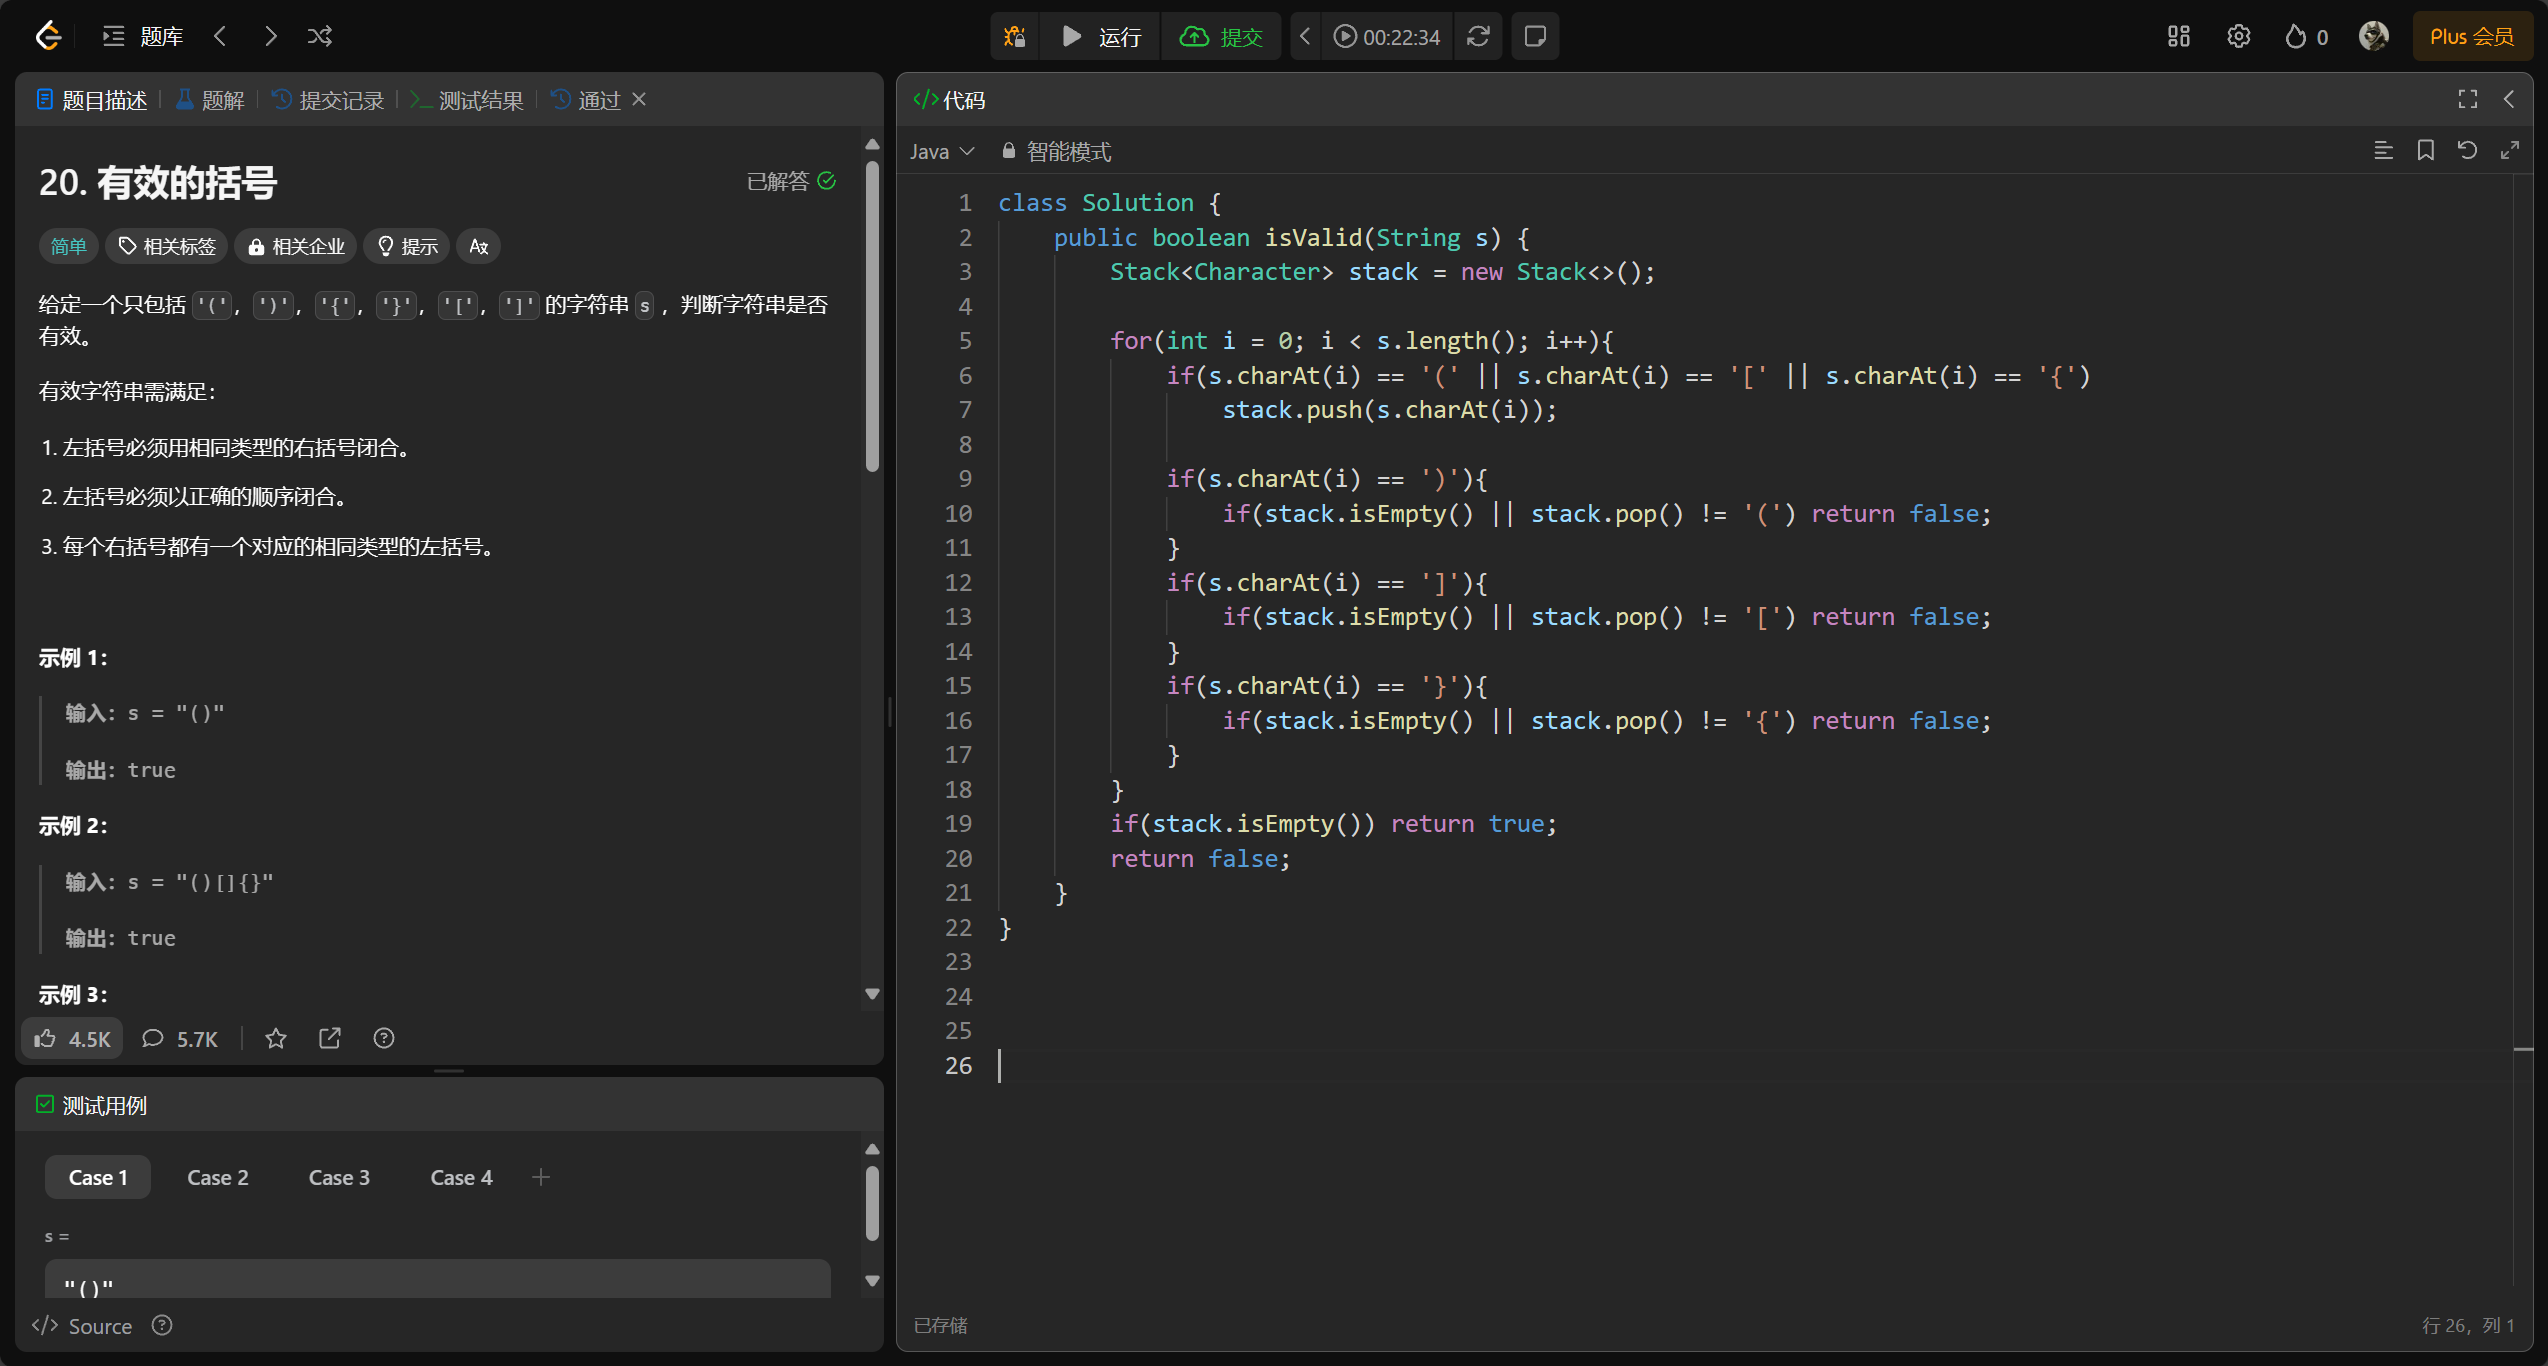 题库
运行
提交
00:22:34
0
Plus 会员
题目描述
题解
提交记录
测试结果
通过
20. 有效的括号
已解答
简单
相关标签
相关企业
提示
给定一个只包括 '('，')'，'{'，'}'，'['，']' 的字符串 s ，判断字符串是否
有效。
有效字符串需满足：
1. 左括号必须用相同类型的右括号闭合。
2. 左括号必须以正确的顺序闭合。
3. 每个右括号都有一个对应的相同类型的左括号。
示例 1：
输入：s = "()"
输出：true
示例 2：
输入：s = "()[]{}"
输出：true
示例 3：
4.5K
5.7K
测试用例
Case 1
Case 2
Case 3
Case 4
s =
"()"
Source
代码
Java
智能模式
1 class Solution {
2     public boolean isValid(String s) {
3         Stack<Character> stack = new Stack<>();
4
5         for(int i = 0; i < s.length(); i++){
6             if(s.charAt(i) == '(' || s.charAt(i) == '[' || s.charAt(i) == '{')
7                 stack.push(s.charAt(i));
8
9             if(s.charAt(i) == ')'){
10                 if(stack.isEmpty() || stack.pop() != '(') return false;
11             }
12             if(s.charAt(i) == ']'){
13                 if(stack.isEmpty() || stack.pop() != '[') return false;
14             }
15             if(s.charAt(i) == '}'){
16                 if(stack.isEmpty() || stack.pop() != '{') return false;
17             }
18         }
19         if(stack.isEmpty()) return true;
20         return false;
21     }
22 }
23
24
25
26
已存储
行 26，列 1